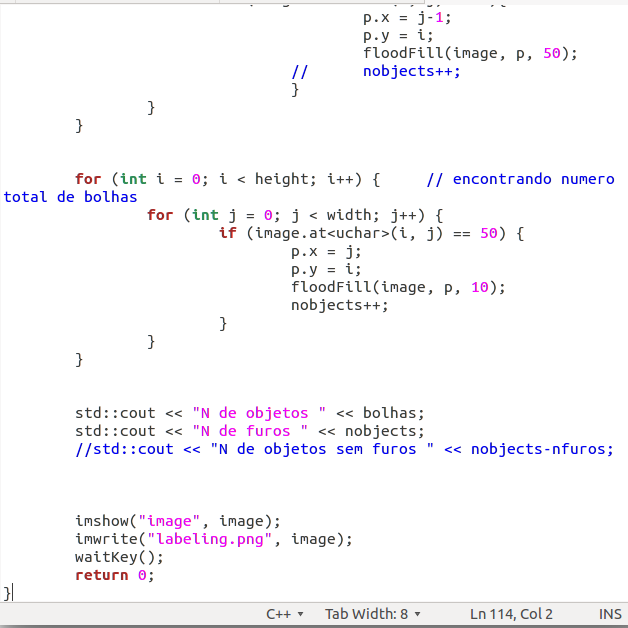 p.x = j-1;
p.y = i;
floodFill(image, p, 50);
// nobjects++;
}
}
}
for (int i = 0; i < height; i++) { // encontrando numero
total de bolhas
for (int j = 0; j < width; j++) {
if (image.at<uchar>(i, j) == 50) {
p.x = j;
p.y = i;
floodFill(image, p, 10);
nobjects++;
}
}
}
std::cout << "N de objetos " << bolhas;
std::cout << "N de furos " << nobjects;
//std::cout << "N de objetos sem furos " << nobjects-nfuros;
imshow("image", image);
imwrite("labeling.png", image);
waitKey();
return 0;
}
C++ Tab Width: 8 Ln 114, Col 2 INS